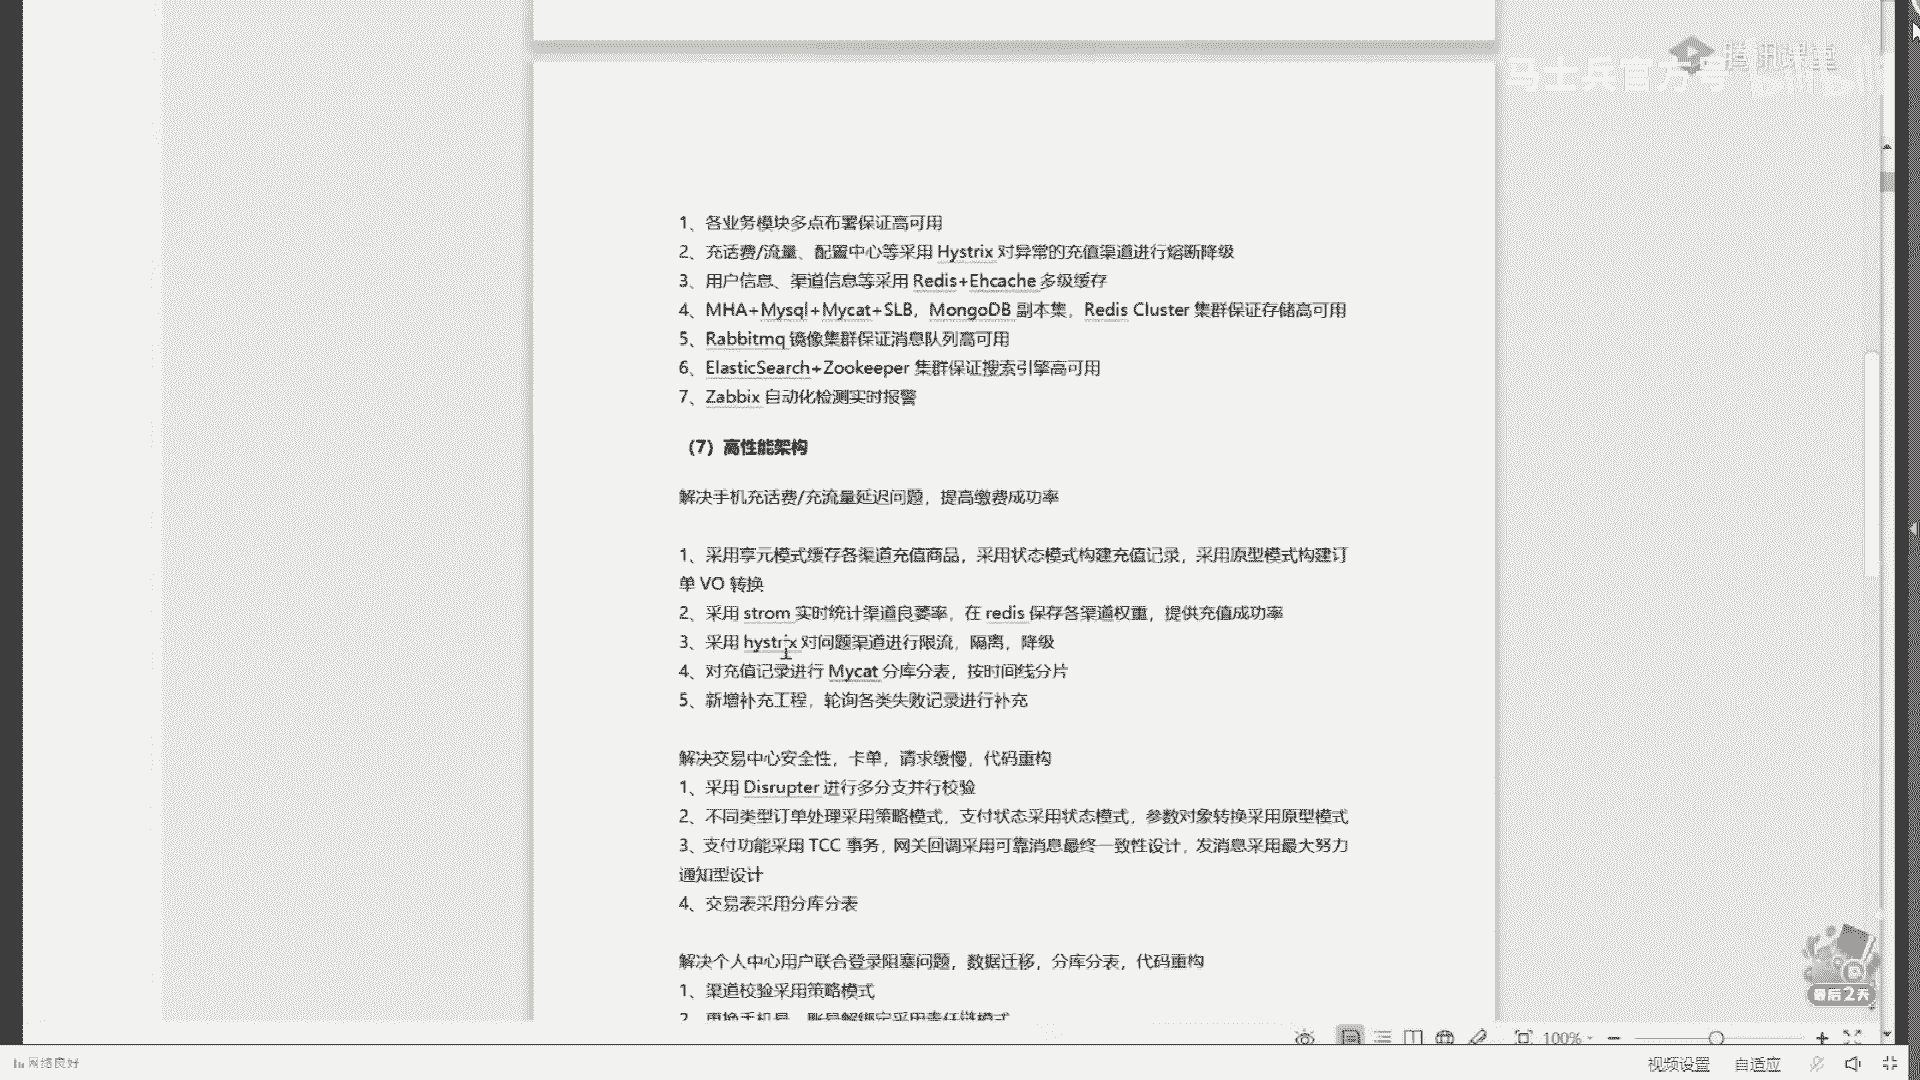 腾讯课堂
马士兵官方号 bilibili
1、各业务模块多点布署保证高可用
2、充话费/流量、配置中心等采用 Hystrix 对异常的充值渠道进行熔断降级
3、用户信息、渠道信息等采用 Redis+Ehcache 多级缓存
4、MHA+Mysql+Mycat+SLB，MongoDB 副本集，Redis Cluster 集群保证存储高可用
5、Rabbitmq 镜像集群保证消息队列高可用
6、ElasticSearch+Zookeeper 集群保证搜索引擎高可用
7、Zabbix 自动化检测实时报警
（7）高性能架构
解决手机充话费/充流量延迟问题，提高缴费成功率
1、采用享元模式缓存各渠道充值商品，采用状态模式构建充值记录，采用原型模式构建订
单 VO 转换
2、采用 strom 实时统计渠道良莠率，在 redis 保存各渠道权重，提供充值成功率
3、采用 hystrix 对问题渠道进行限流，隔离，降级
4、对充值记录进行 Mycat 分库分表，按时间线分片
5、新增补充工程，轮询各类失败记录进行补充
解决交易中心安全性，卡单，请求缓慢，代码重构
1、采用 Disrupter 进行多分支并行校验
2、不同类型订单处理采用策略模式，支付状态采用状态模式，参数对象转换采用原型模式
3、支付功能采用 TCC 事务，网关回调采用可靠消息最终一致性设计，发消息采用最大努力
通知型设计
4、交易表采用分库分表
解决个人中心用户联合登录阻塞问题，数据迁移，分库分表，代码重构
1、渠道校验采用策略模式
2、更换手机号、账号解绑定采用责任链模式
最后2天
100%
网络良好
视频设置 自适应